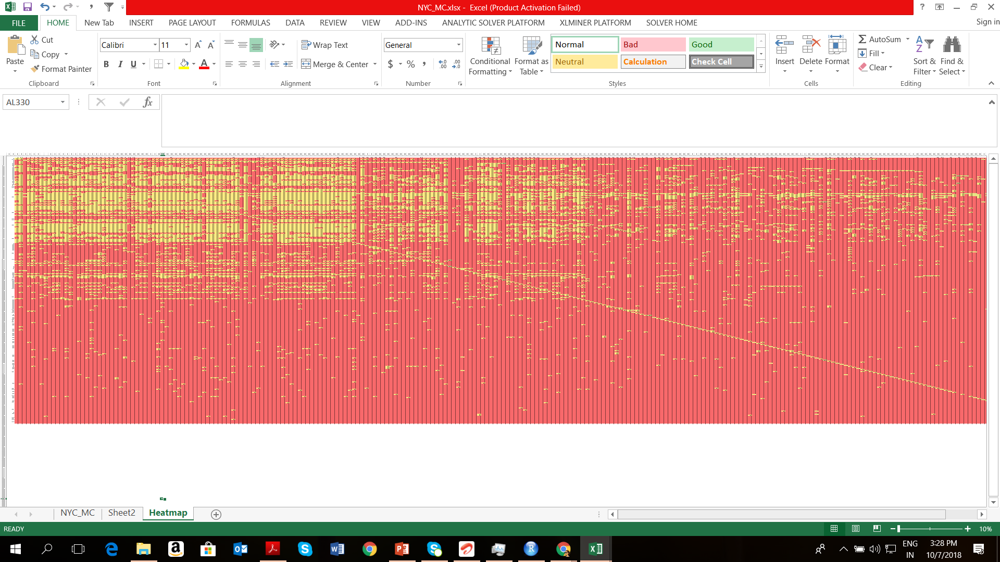 NYC_MC.xlsx - Excel (Product Activation Failed)
FILE HOME New Tab INSERT PAGE LAYOUT FORMULAS DATA REVIEW VIEW ADD-INS ANALYTIC SOLVER PLATFORM XLMINER PLATFORM SOLVER HOME Sign in
Paste
Cut
Copy
Format Painter
Clipboard
Calibri 11
B I U
Font
Wrap Text
Merge & Center
Alignment
General
$ % ,
Number
Conditional
Formatting
Format as
Table
Normal Bad Good
Neutral Calculation Check Cell
Styles
Insert Delete Format
Cells
AutoSum
Fill
Clear
Sort &
Filter
Find &
Select
Editing
AL330
fx
NYC_MC Sheet2 Heatmap
READY
10%
ENG
IN
3:28 PM
10/7/2018